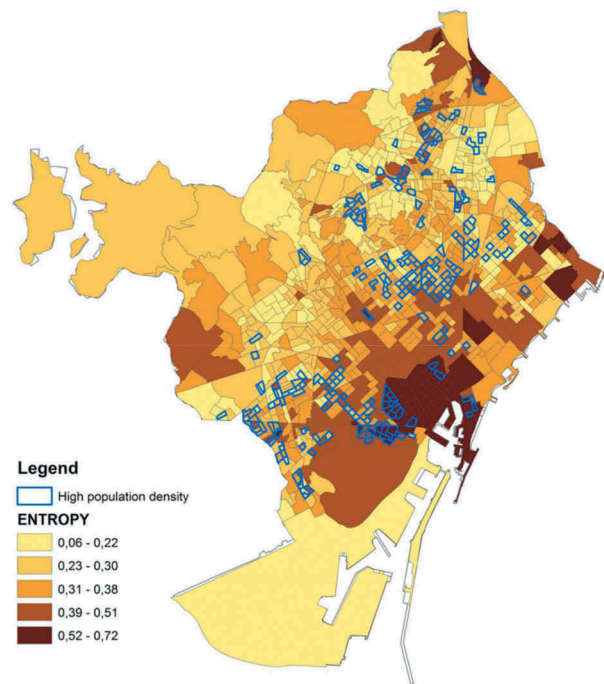 Legend
High population density
ENTROPY
0,06 - 0,22
0,23 - 0,30
0,31 - 0,38
0,39 - 0,51
0,52 - 0,72